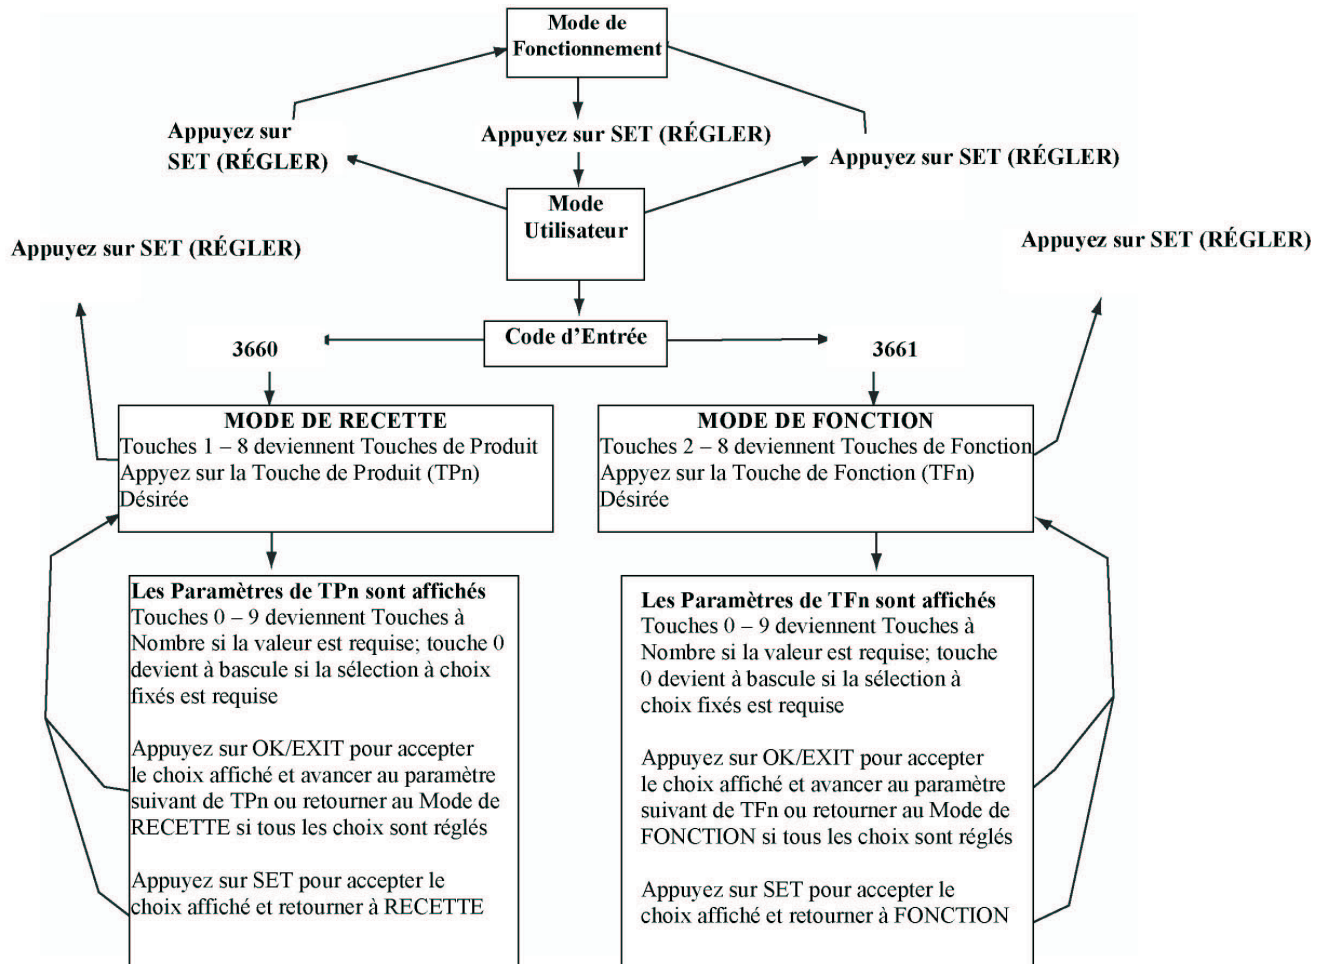 Mode de
Fonctionnement
Appuyez sur
SET (RÉGLER)
Appuyez sur SET (RÉGLER)
Appuyez sur SET (RÉGLER)
Mode
Utilisateur
Appuyez sur SET (RÉGLER)
Appuyez sur SET (RÉGLER)
Code d'Entrée
3660
3661
MODE DE RECETTE
Touches 1 – 8 deviennent Touches de Produit
Appyez sur la Touche de Produit (TPn)
Désirée
MODE DE FONCTION
Touches 2 – 8 deviennent Touches de Fonction
Appyez sur la Touche de Fonction (TFn)
Désirée
Les Paramètres de TPn sont affichés
Touches 0 – 9 deviennent Touches à
Nombre si la valeur est requise; touche 0
devient à bascule si la sélection à choix
fixés est requise
Appuyez sur OK/EXIT pour accepter
le choix affiché et avancer au paramètre
suivant de TPn ou retourner au Mode de
RECETTE si tous les choix sont réglés
Appuyez sur SET pour accepter le
choix affiché et retourner à RECETTE
Les Paramètres de TFn sont affichés
Touches 0 – 9 deviennent Touches à
Nombre si la valeur est requise; touche
0 devient à bascule si la sélection à
choix fixés est requise
Appuyez sur OK/EXIT pour accepter
le choix affiché et avancer au paramètre
suivant de TFn ou retourner au Mode de
FONCTION si tous les choix sont réglés
Appuyez sur SET pour accepter le
choix affiché et retourner à FONCTION